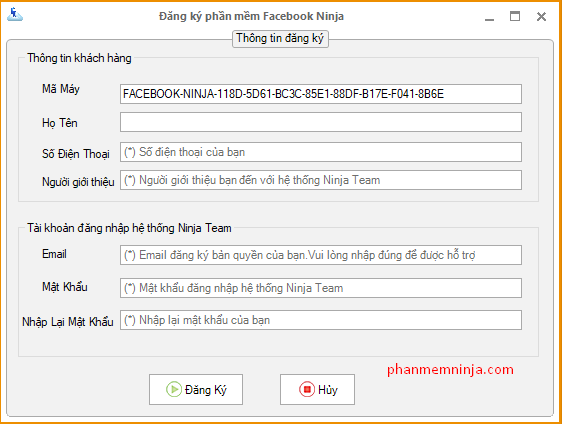 Đăng ký phần mềm Facebook Ninja
Thông tin đăng ký
Thông tin khách hàng
Mã Máy
FACEBOOK-NINJA-118D-5D61-BC3C-85E1-88DF-B17E-F041-8B6E
Họ Tên
Số Điện Thoại
(*) Số điện thoại của bạn
Người giới thiệu
(*) Người giới thiệu bạn đến với hệ thống Ninja Team
Tài khoản đăng nhập hệ thống Ninja Team
Email
(*) Email đăng ký bản quyền của bạn.Vui lòng nhập đúng để được hỗ trợ
Mật Khẩu
(*) Mật khẩu đăng nhập hệ thống Ninja Team
Nhập Lại Mật Khẩu
(*) Nhập lại mật khẩu của bạn
phanmemninja.com
Đăng Ký
Hủy